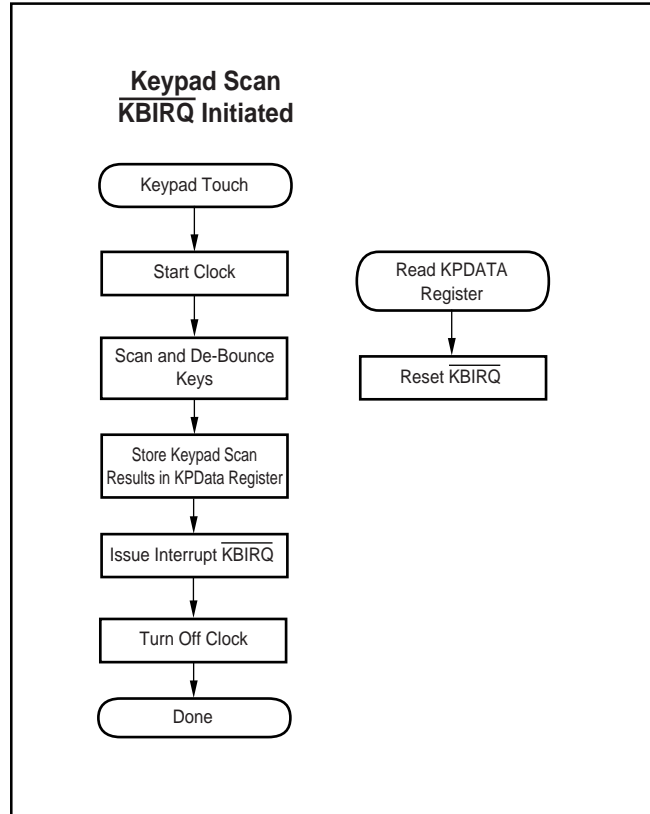 Keypad Scan
KBIRQ Initiated
Keypad Touch
Start Clock
Scan and De-Bounce
Keys
Store Keypad Scan
Results in KPData Register
Issue Interrupt KBIRQ
Turn Off Clock
Done
Read KPDATA
Register
Reset KBIRQ